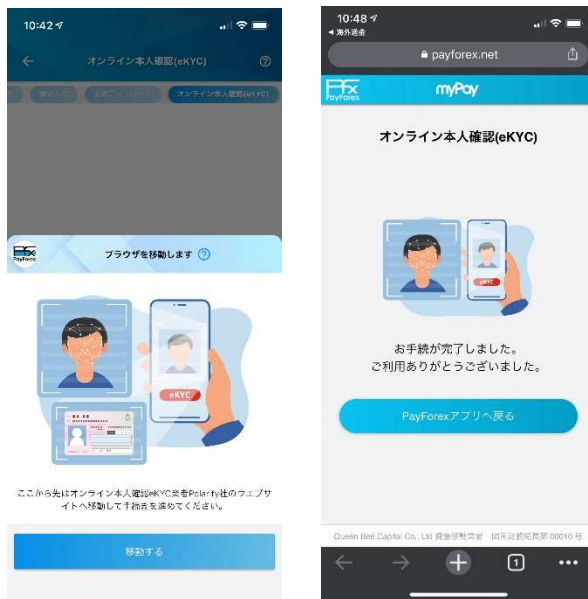 10:42
オンライン本人確認(eKYC)
オンライン本人確認(eKYC)
PayForex
ブラウザを移動します
eKYC
ここから先はオンライン本人確認eKYC業者Polarify社のウエブサ
イトへ移動して手続きを進めてください。
移動する
10:48
海外送金
payforex.net
Pfx
PayForex
myPay
オンライン本人確認(eKYC)
eKYC
お手続が完了しました。
ご利用ありがとうございました。
PayForexアプリへ戻る
Queen Bee Capital Co., Ltd 資金移動業者 関東財務局長第 00010 号
1